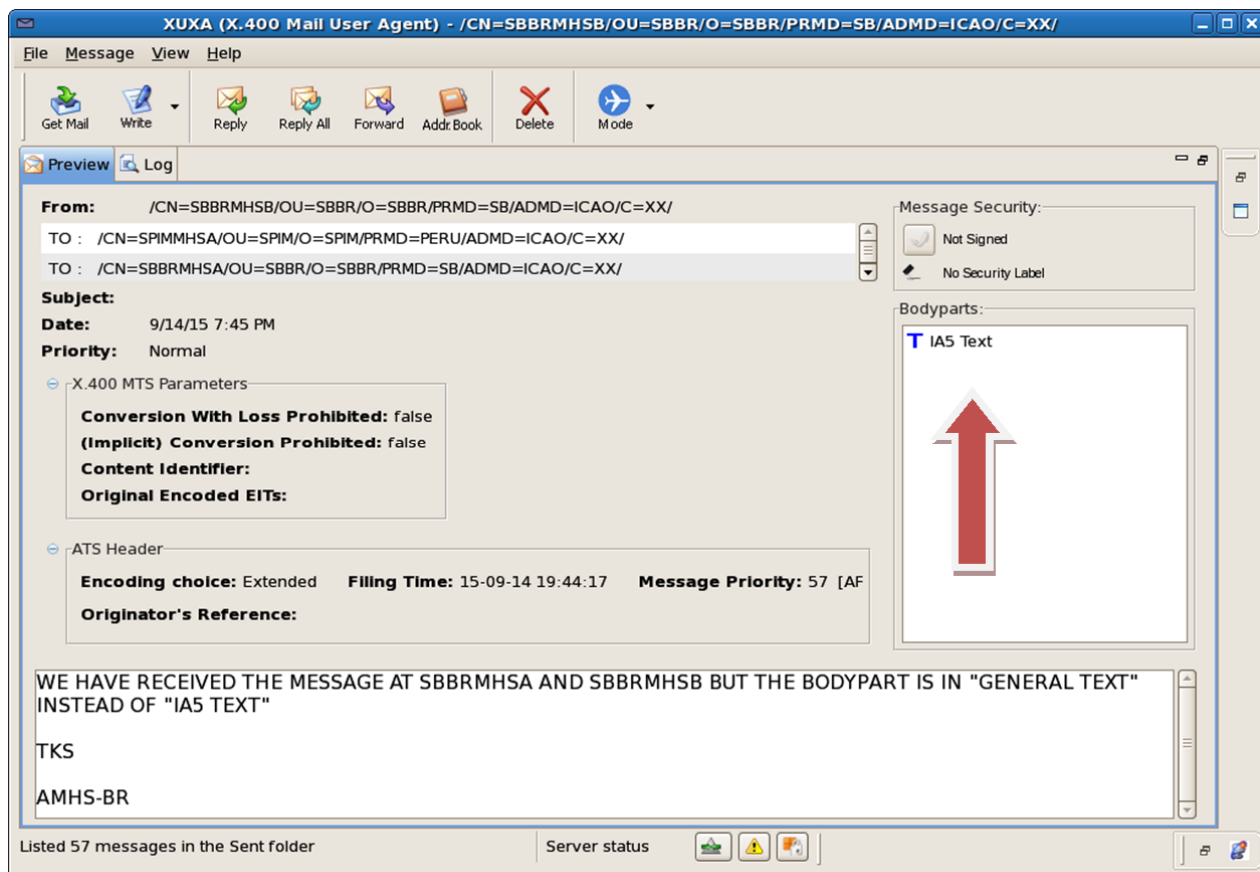 XUXA (X.400 Mail User Agent) - /CN=SBBRMHSB/OU=SBBR/O=SBBR/PRMD=SB/ADMD=ICAO/C=XX/
File Message View Help
Get Mail Write Reply Reply All Forward Addr.Book Delete Mode
Preview Log
From: /CN=SBBRMHSB/OU=SBBR/O=SBBR/PRMD=SB/ADMD=ICAO/C=XX/
TO : /CN=SPIMMHSA/OU=SPIM/O=SPIM/PRMD=PERU/ADMD=ICAO/C=XX/
TO : /CN=SBBRMHSA/OU=SBBR/O=SBBR/PRMD=SB/ADMD=ICAO/C=XX/
Subject:
Date: 9/14/15 7:45 PM
Priority: Normal
X.400 MTS Parameters
Conversion With Loss Prohibited: false
(Implicit) Conversion Prohibited: false
Content Identifier:
Original Encoded EITs:
ATS Header
Encoding choice: Extended Filing Time: 15-09-14 19:44:17 Message Priority: 57 [AF
Originator's Reference:
Message Security:
Not Signed
No Security Label
Bodyparts:
T IA5 Text
WE HAVE RECEIVED THE MESSAGE AT SBBRMHSA AND SBBRMHSB BUT THE BODYPART IS IN "GENERAL TEXT"
INSTEAD OF "IA5 TEXT"
TKS
AMHS-BR
Listed 57 messages in the Sent folder
Server status